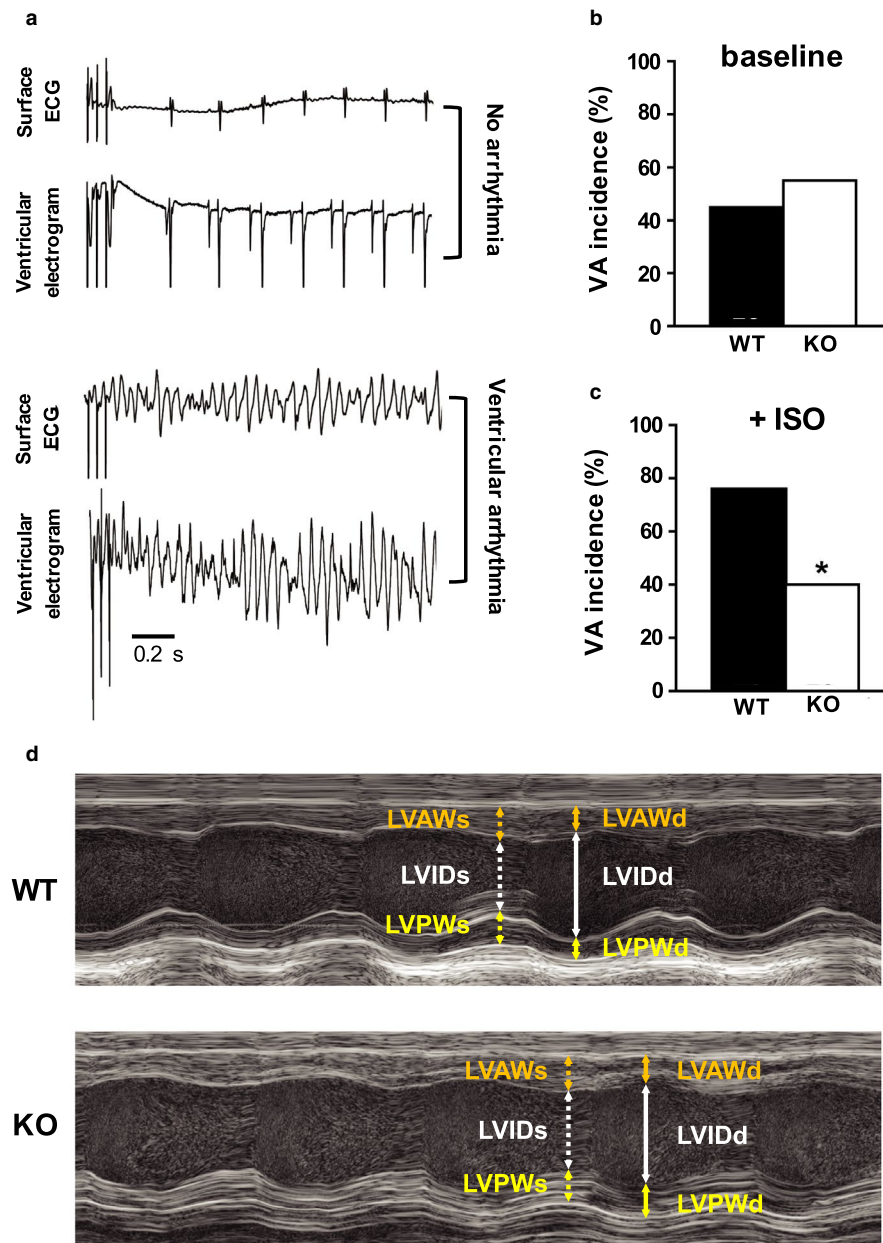 a
Surface
ECG
Ventricular
electrogram
No arrhythmia
Surface
ECG
Ventricular
electrogram
Ventricular arrhythmia
0.2 s
b
baseline
VA incidence (%)
100
80
60
40
20
0
WT KO
c
+ ISO
VA incidence (%)
100
80
60
40
20
0
*
WT KO
d
WT
LVAWs LVAWd
LVIDs LVIDd
LVPWs LVPWd
KO
LVAWs LVAWd
LVIDs LVIDd
LVPWs LVPWd